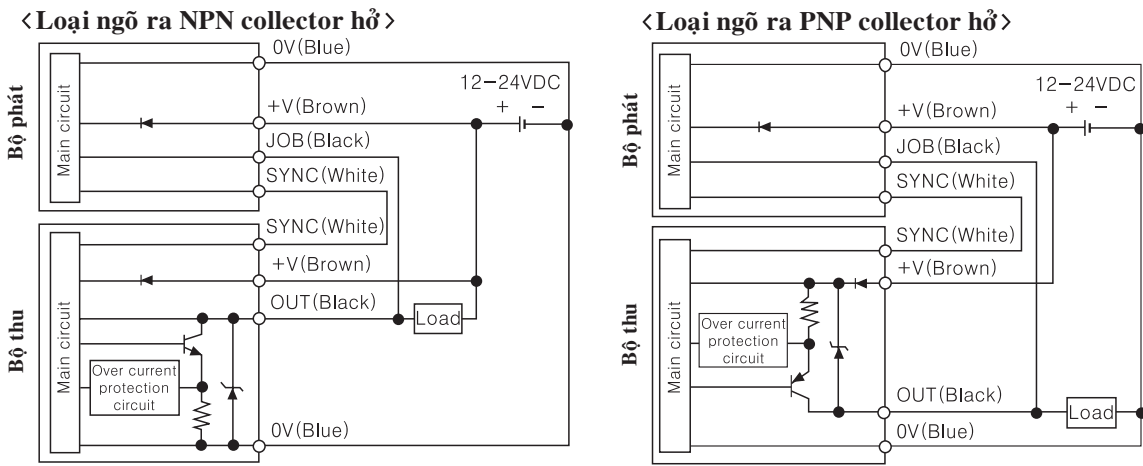 <Loại ngõ ra NPN collector hở>
Bộ phát
Main circuit
0V(Blue)
12-24VDC
+ -
+V(Brown)
JOB(Black)
SYNC(White)
Bộ thu
Main circuit
SYNC(White)
+V(Brown)
OUT(Black)
Load
Over current
protection
circuit
0V(Blue)
<Loại ngõ ra PNP collector hở>
Bộ phát
Main circuit
0V(Blue)
12-24VDC
+ -
+V(Brown)
JOB(Black)
SYNC(White)
Bộ thu
Main circuit
SYNC(White)
+V(Brown)
Over current
protection
circuit
OUT(Black)
Load
0V(Blue)